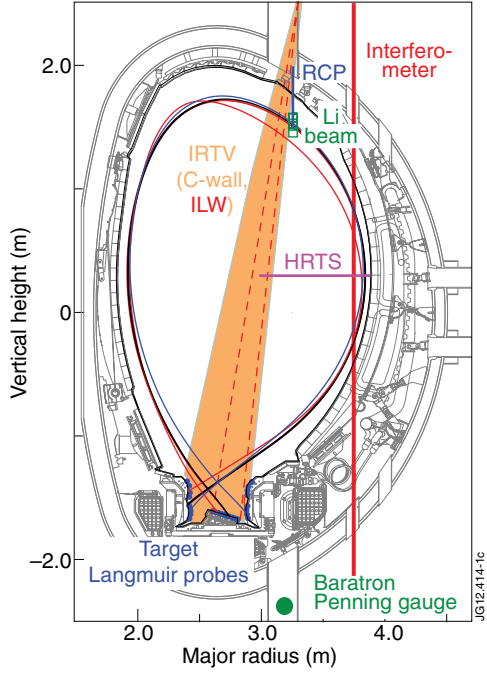 2.0
RCP
Interfero-
meter
Li
beam
IRTV
(C-wall,
ILW)
HRTS
Vertical height (m)
0
–2.0
Target
Langmuir probes
Baratron
Penning gauge
JG12.414-1c
2.0
3.0
4.0
Major radius (m)